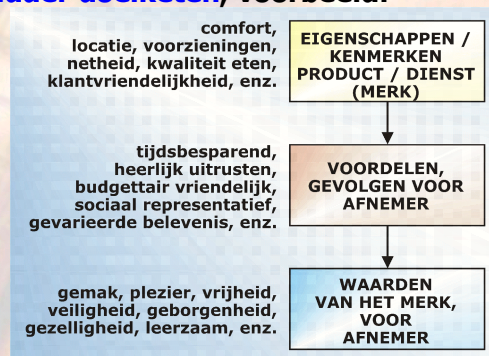 doelketen, voorbeeld:
comfort,
locatie, voorzieningen,
netheid, kwaliteit eten,
klantvriendelijkheid, enz.
EIGENSCHAPPEN /
KENMERKEN
PRODUCT / DIENST
(MERK)
tijdsbesparend,
heerlijk uitrusten,
budgettair vriendelijk,
sociaal representatief,
gevarieerde belevenis, enz.
VOORDELEN,
GEVOLGEN VOOR
AFNEMER
gemak, plezier, vrijheid,
veiligheid, geborgenheid,
gezelligheid, leerzaam, enz.
WAARDEN
VAN HET MERK,
VOOR
AFNEMER